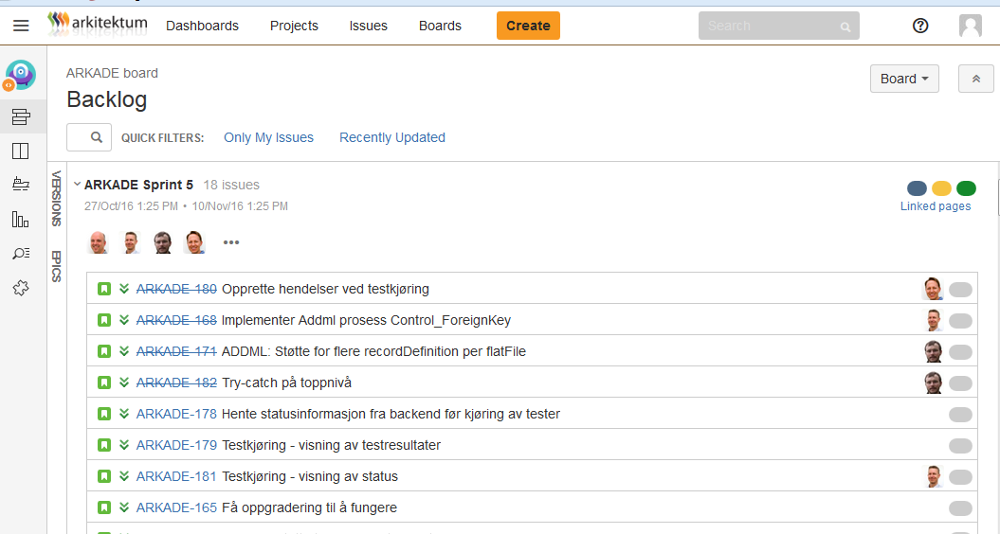 arkitektum Dashboards Projects Issues Boards Create Search
ARKADE board
Board
Backlog
QUICK FILTERS: Only My Issues Recently Updated
VERSIONS
EPICS
ARKADE Sprint 5 18 issues
27/Oct/16 1:25 PM • 10/Nov/16 1:25 PM
Linked pages
ARKADE-180 Opprette hendelser ved testkjøring
ARKADE-168 Implementer Addml prosess Control_ForeignKey
ARKADE-171 ADDML: Støtte for flere recordDefinition per flatFile
ARKADE-182 Try-catch på toppnivå
ARKADE-178 Hente statusinformasjon fra backend før kjøring av tester
ARKADE-179 Testkjøring - visning av testresultater
ARKADE-181 Testkjøring - visning av status
ARKADE-165 Få oppgradering til å fungere